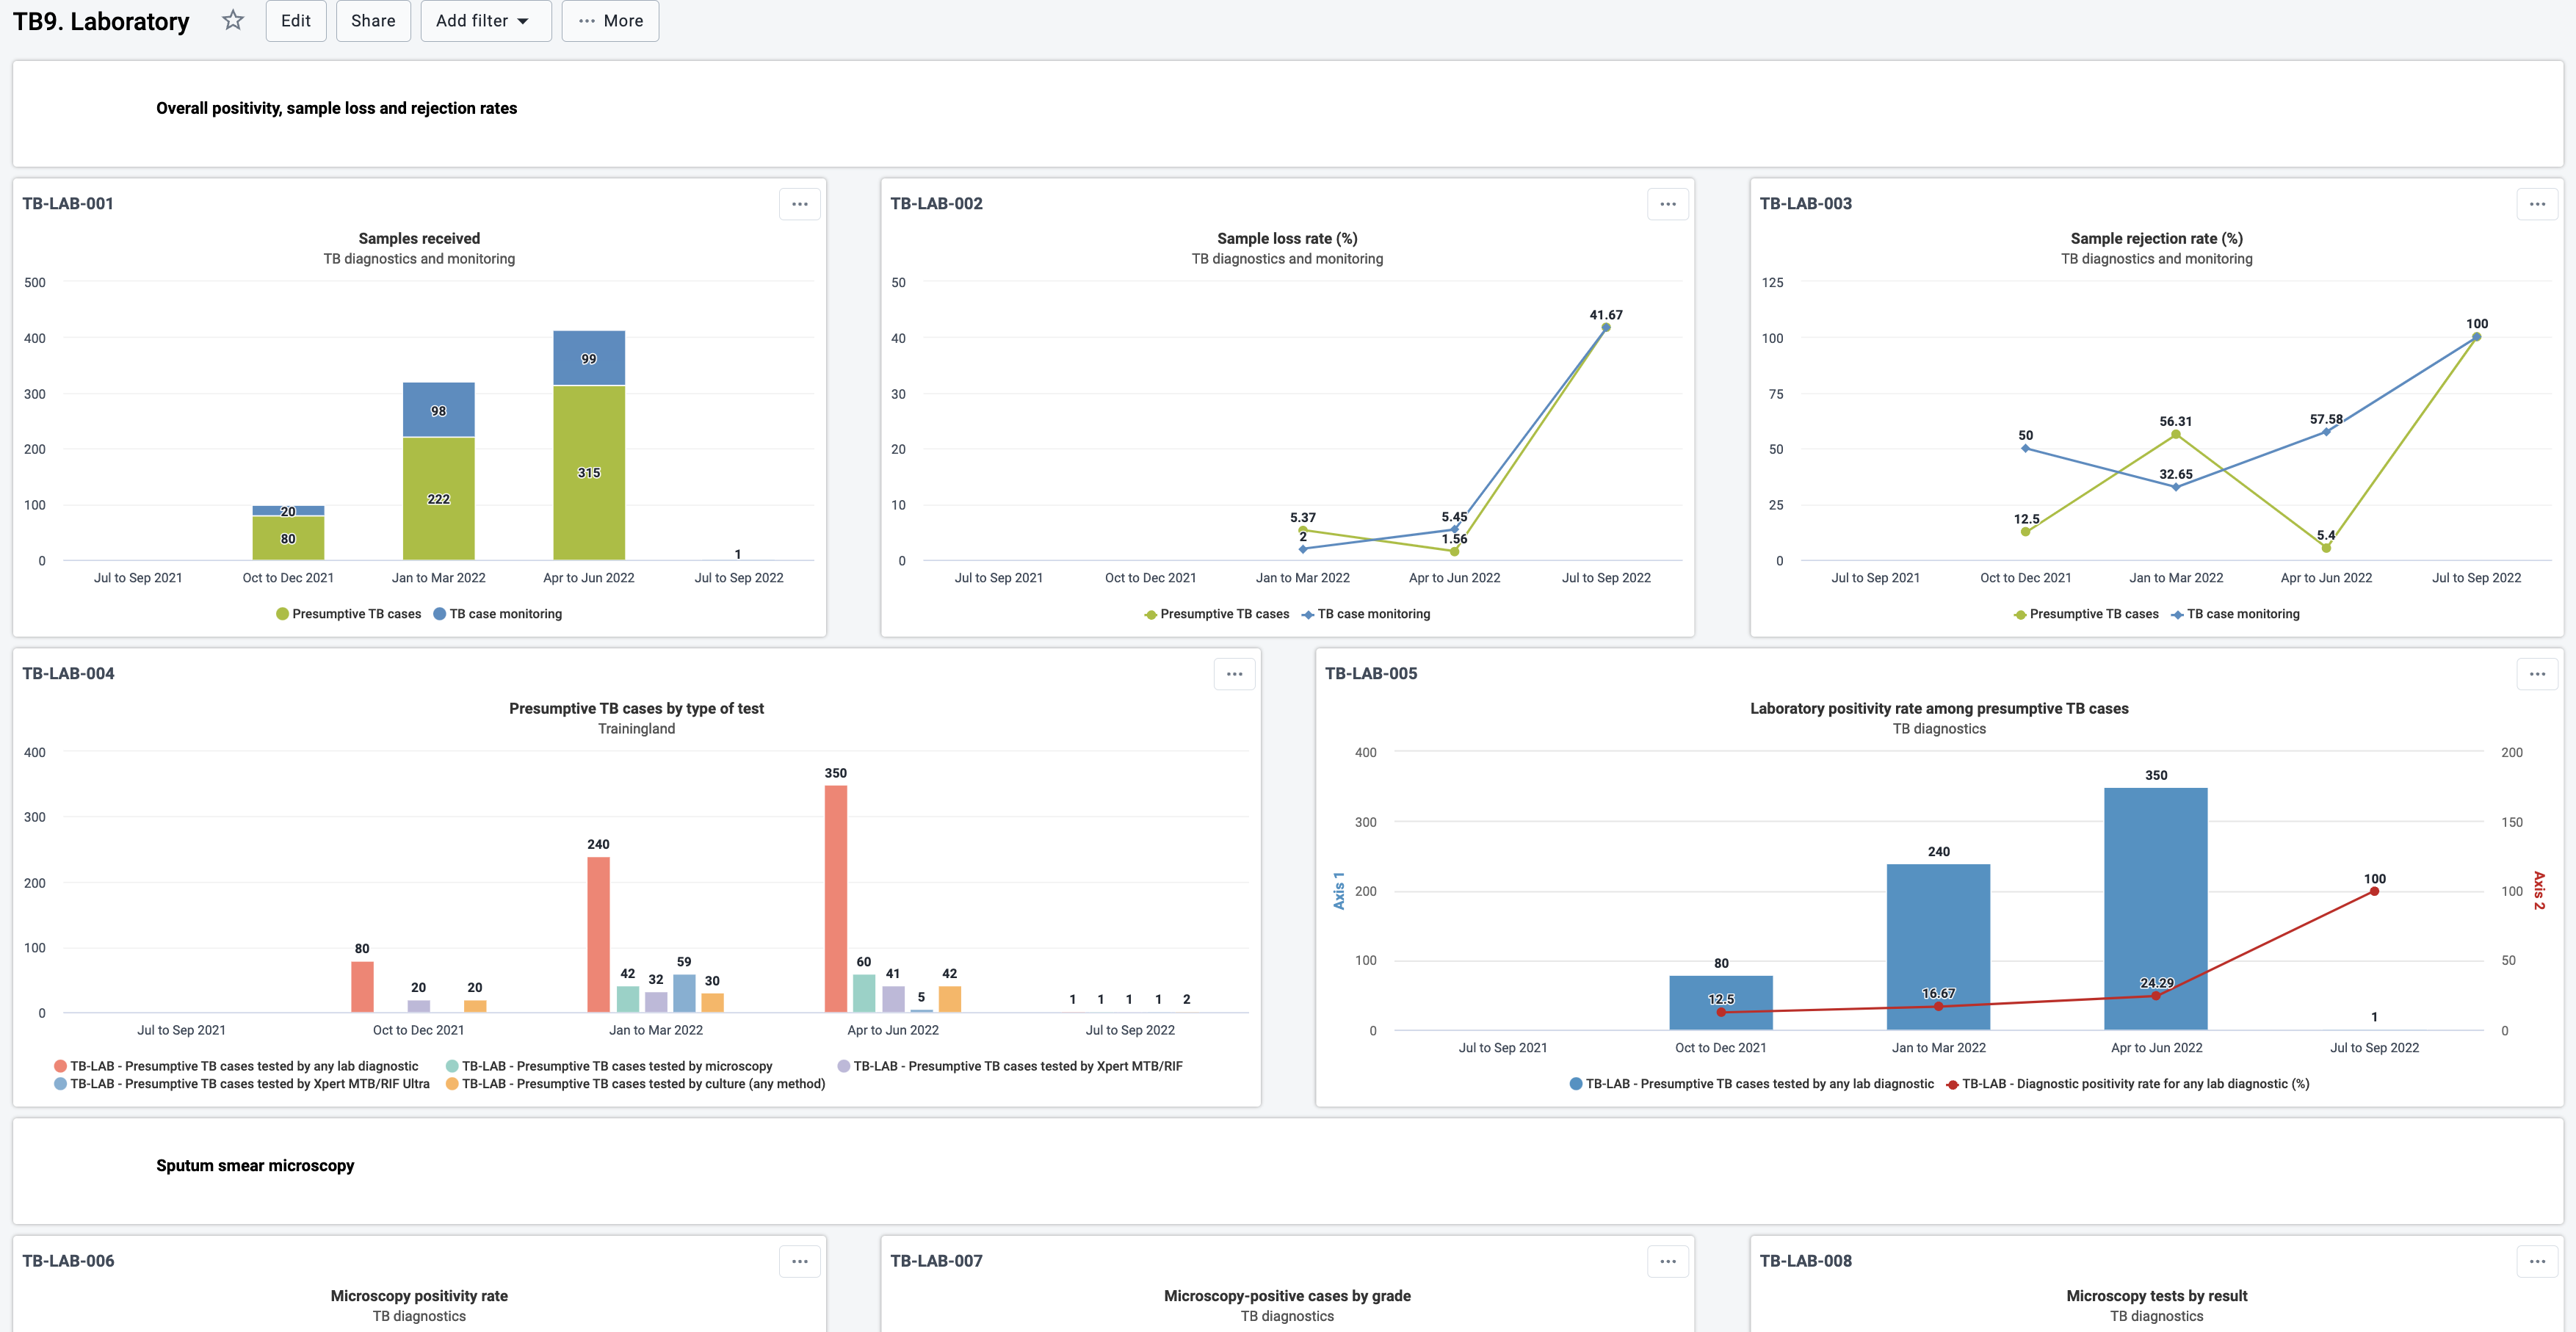 TB9. Laboratory
Edit
Share
Add filter
More
Overall positivity, sample loss and rejection rates
TB-LAB-001
Samples received
TB diagnostics and monitoring
500
400
300
200
100
0
20
80
98
222
99
315
1
Jul to Sep 2021 Oct to Dec 2021 Jan to Mar 2022 Apr to Jun 2022 Jul to Sep 2022
Presumptive TB cases TB case monitoring
TB-LAB-002
Sample loss rate (%)
TB diagnostics and monitoring
50
40
30
20
10
0
5.37
2
5.45
1.56
41.67
Jul to Sep 2021 Oct to Dec 2021 Jan to Mar 2022 Apr to Jun 2022 Jul to Sep 2022
Presumptive TB cases TB case monitoring
TB-LAB-003
Sample rejection rate (%)
TB diagnostics and monitoring
125
100
75
50
25
0
50
12.5
56.31
32.65
57.58
5.4
100
Jul to Sep 2021 Oct to Dec 2021 Jan to Mar 2022 Apr to Jun 2022 Jul to Sep 2022
Presumptive TB cases TB case monitoring
TB-LAB-004
Presumptive TB cases by type of test
Trainingland
400
300
200
100
0
80
20
20
240
42
32
59
30
350
60
41
5
42
1 1 1 1 2
Jul to Sep 2021 Oct to Dec 2021 Jan to Mar 2022 Apr to Jun 2022 Jul to Sep 2022
TB-LAB - Presumptive TB cases tested by any lab diagnostic TB-LAB - Presumptive TB cases tested by microscopy TB-LAB - Presumptive TB cases tested by Xpert MTB/RIF
TB-LAB - Presumptive TB cases tested by Xpert MTB/RIF Ultra TB-LAB - Presumptive TB cases tested by culture (any method)
TB-LAB-005
Laboratory positivity rate among presumptive TB cases
TB diagnostics
Axis 1
400
300
200
100
0
80
12.5
240
16.67
350
24.29
100
1
200
150
100
50
0
Axis 2
Jul to Sep 2021 Oct to Dec 2021 Jan to Mar 2022 Apr to Jun 2022 Jul to Sep 2022
TB-LAB - Presumptive TB cases tested by any lab diagnostic TB-LAB - Diagnostic positivity rate for any lab diagnostic (%)
Sputum smear microscopy
TB-LAB-006
Microscopy positivity rate
TB diagnostics
TB-LAB-007
Microscopy-positive cases by grade
TB diagnostics
TB-LAB-008
Microscopy tests by result
TB diagnostics